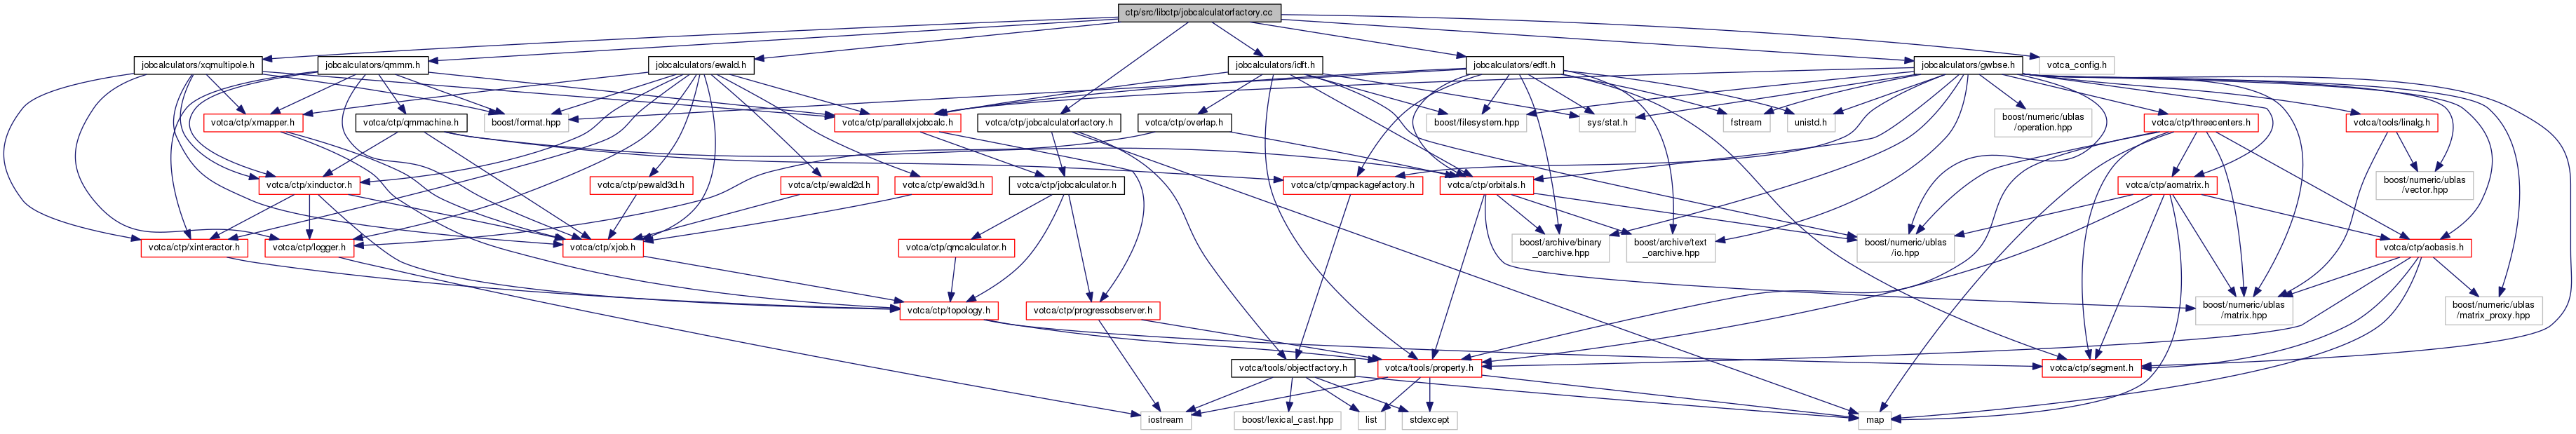 ctp/src/libctp/jobcalculatorfactory.cc
jobcalculators/xqmultipole.h
jobcalculators/qmmm.h
jobcalculators/ewald.h
jobcalculators/idft.h
jobcalculators/edft.h
jobcalculators/gwbse.h
votca_config.h
votca/ctp/xmapper.h
votca/ctp/qmmachine.h
boost/format.hpp
votca/ctp/parallelxjobcalc.h
votca/ctp/jobcalculatorfactory.h
votca/ctp/overlap.h
boost/filesystem.hpp
sys/stat.h
fstream
unistd.h
boost/numeric/ublas
/operation.hpp
votca/ctp/threecenters.h
votca/tools/linalg.h
votca/ctp/xinductor.h
votca/ctp/pewald3d.h
votca/ctp/ewald2d.h
votca/ctp/ewald3d.h
votca/ctp/jobcalculator.h
votca/ctp/qmpackagefactory.h
votca/ctp/orbitals.h
votca/ctp/aomatrix.h
boost/numeric/ublas
/vector.hpp
votca/ctp/xinteractor.h
votca/ctp/logger.h
votca/ctp/xjob.h
votca/ctp/qmcalculator.h
boost/archive/binary
_oarchive.hpp
boost/archive/text
_oarchive.hpp
boost/numeric/ublas
/io.hpp
votca/ctp/aobasis.h
votca/ctp/topology.h
votca/ctp/progressobserver.h
boost/numeric/ublas
/matrix.hpp
boost/numeric/ublas
/matrix_proxy.hpp
votca/tools/objectfactory.h
votca/tools/property.h
votca/ctp/segment.h
iostream
boost/lexical_cast.hpp
list
stdexcept
map